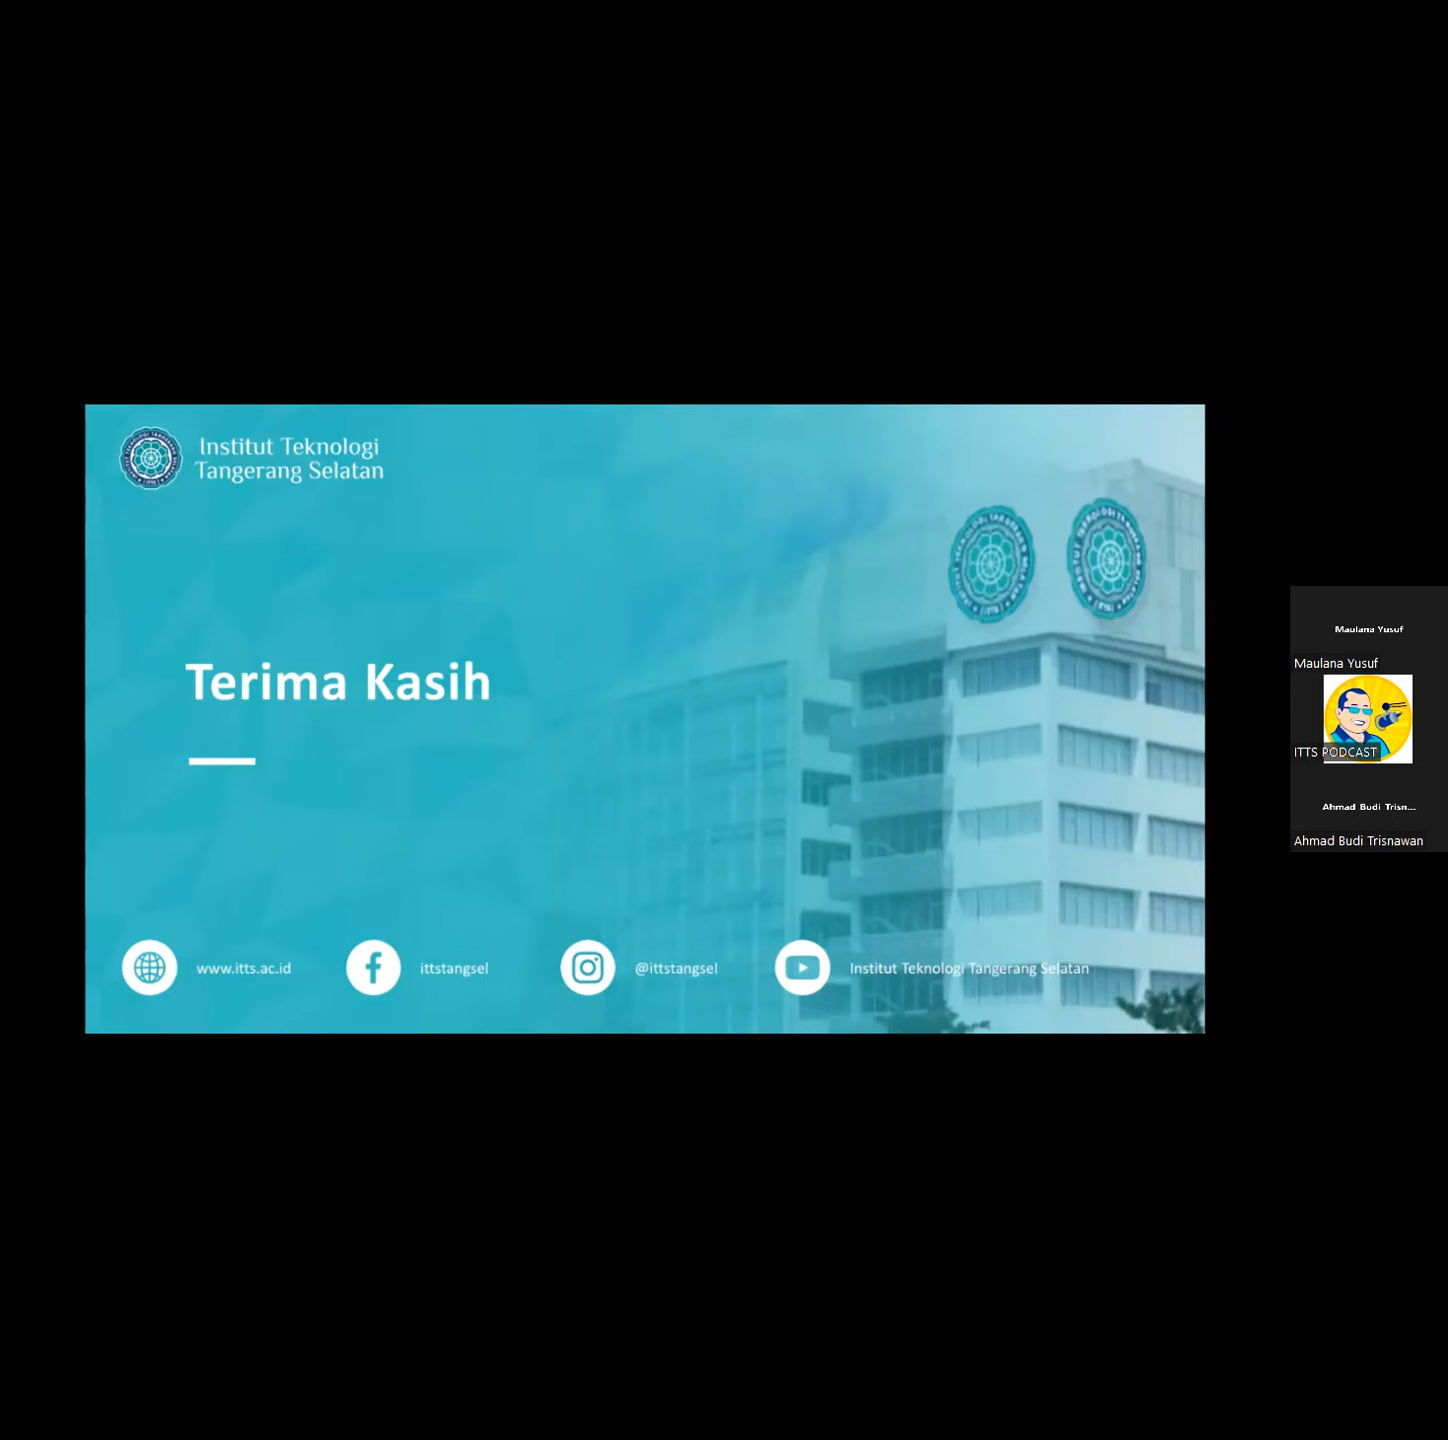 Institut Teknologi
Tangerang Selatan
Terima Kasih
www.itts.ac.id
ittstangsel
@ittstangsel
Institut Teknologi Tangerang Selatan
Maulana Yusuf
Maulana Yusuf
ITTS PODCAST
Ahmad Budi Trisn...
Ahmad Budi Trisnawan